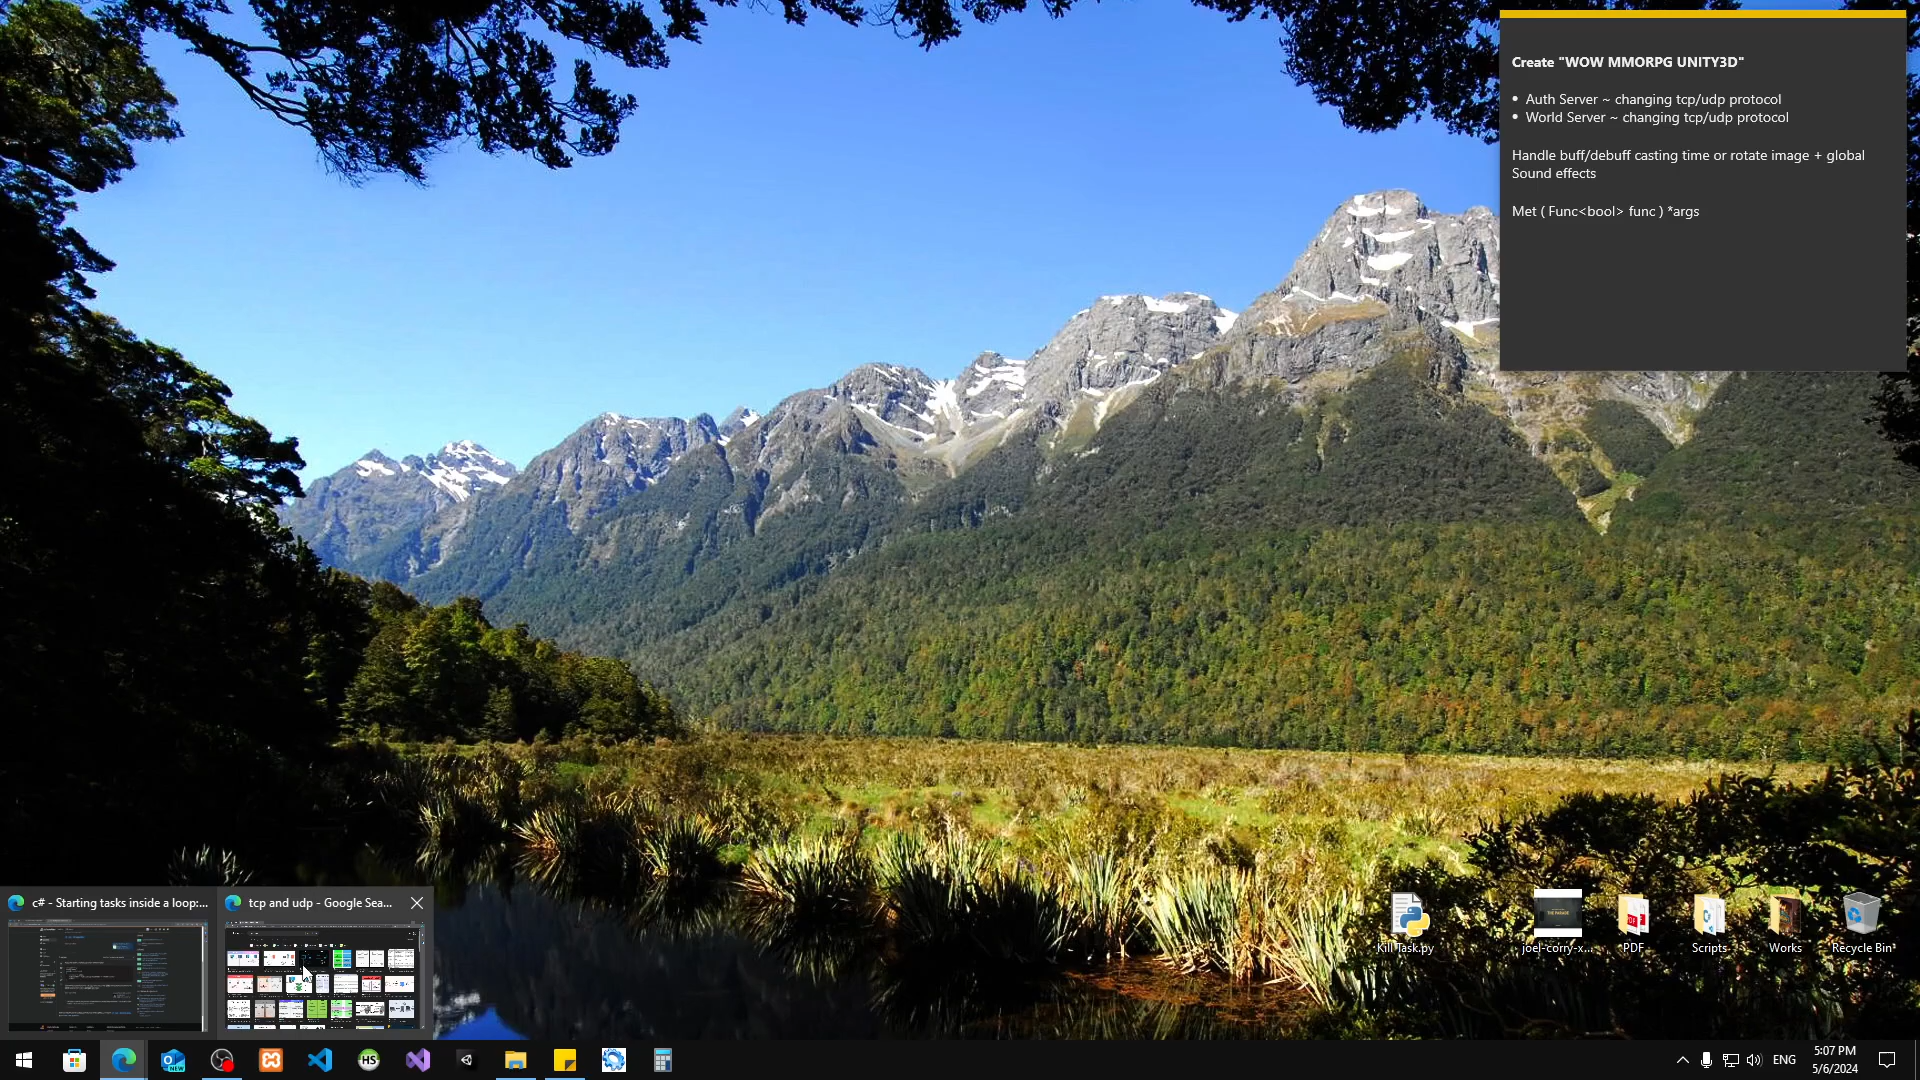 Create "WOW MMORPG UNITY3D"
• Auth Server ~ changing tcp/udp protocol
• World Server ~ changing tcp/udp protocol
Handle buff/debuff casting time or rotate image + global
Sound effects
Met ( Func<bool> func ) *args
c# - Starting tasks inside a loop:...
tcp and udp - Google Sea...
Kill Task.py
joel-corry-x...
PDF
Scripts
Works
Recycle Bin
NEW
HS
ENG
5:07 PM
5/6/2024